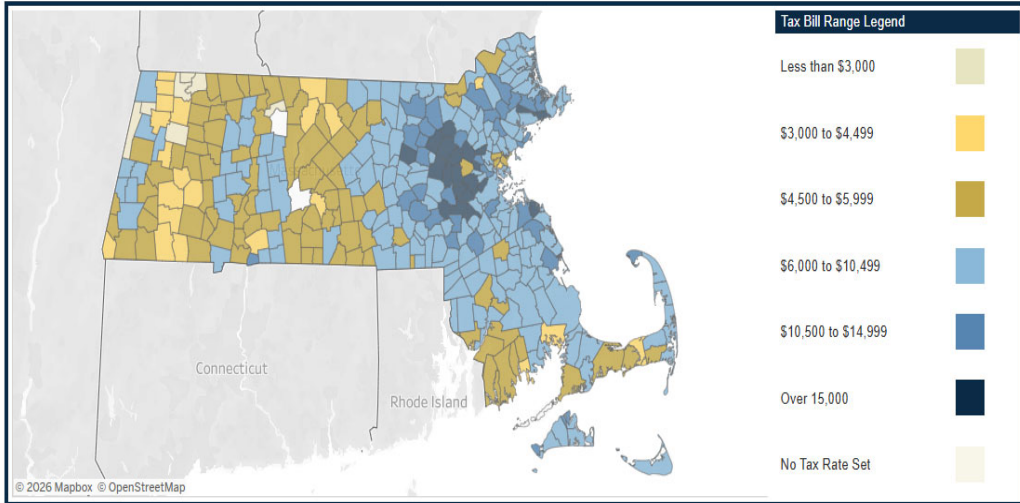 Tax Bill Range Legend
Less than $3,000
$3,000 to $4,499
$4,500 to $5,999
$6,000 to $10,499
$10,500 to $14,999
Over 15,000
No Tax Rate Set
Connecticut
Rhode Island
© 2026 Mapbox © OpenStreetMap